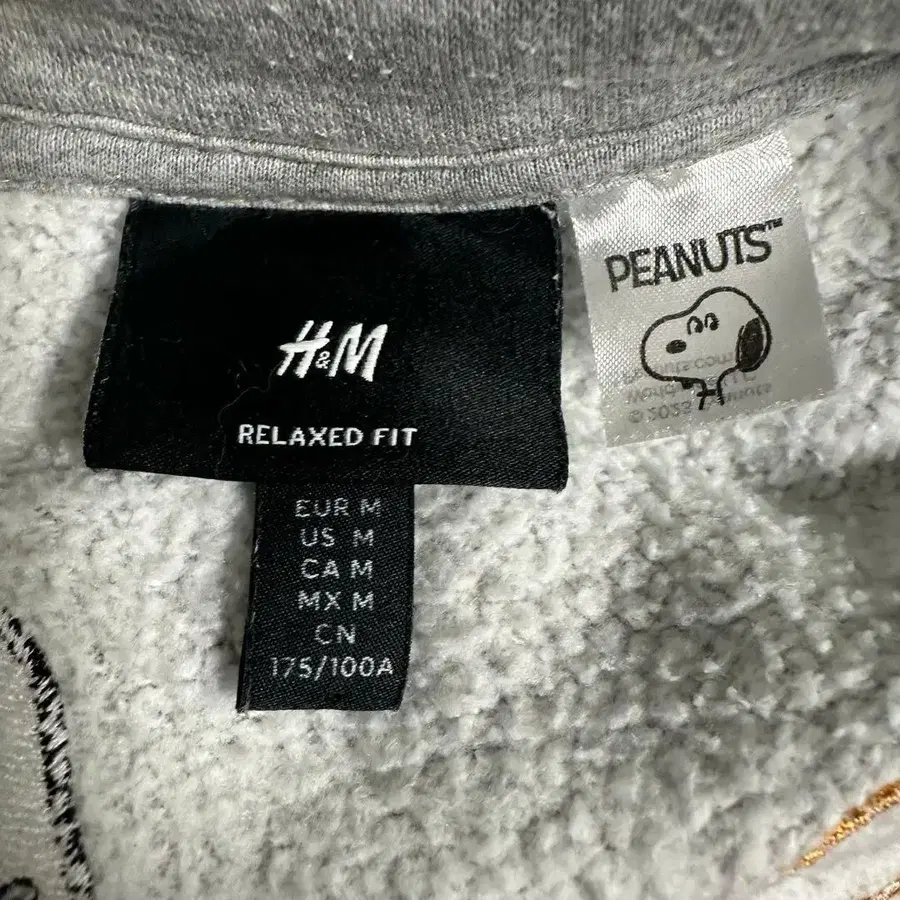 H&M
RELAXED FIT
EUR M
US M
CA M
MX M
CN
175/100A
PEANUTS™